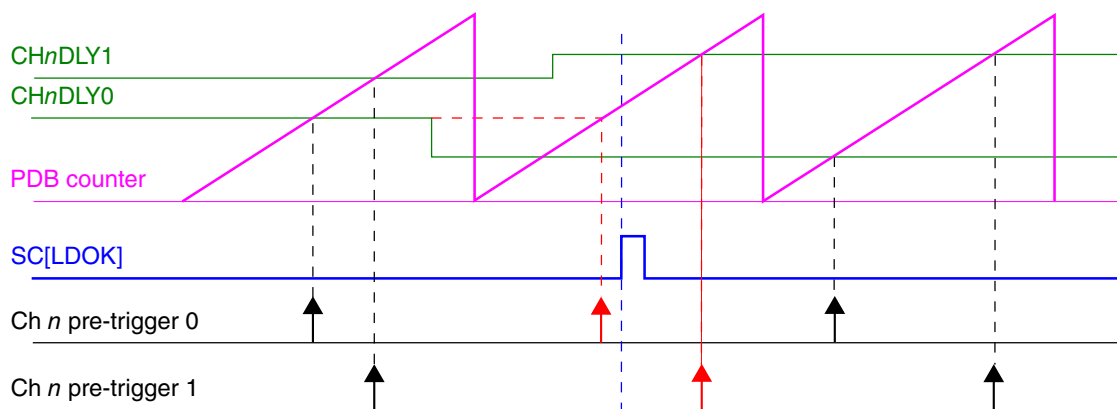 CHnDLY1
CHnDLY0
PDB counter
SC[LDOK]
Ch n pre-trigger 0
Ch n pre-trigger 1